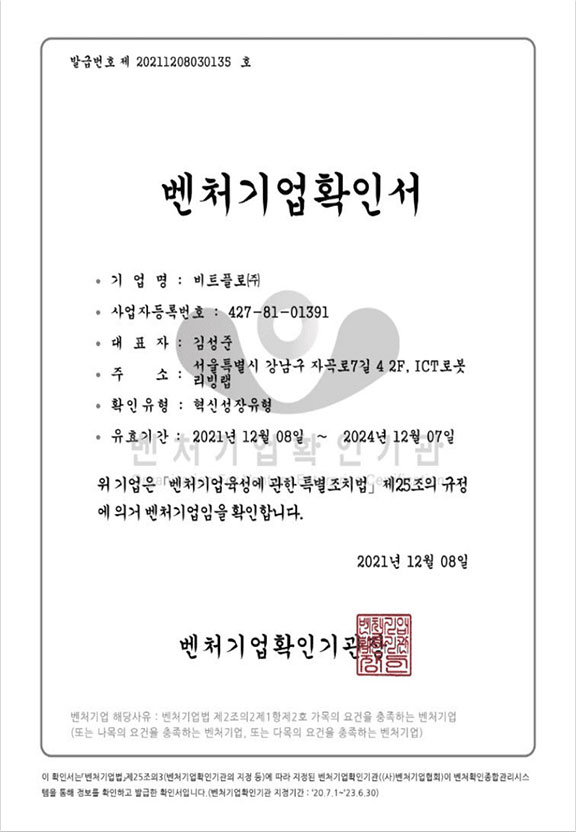 발급번호 제 20211208030135 호
벤처기업확인서
• 기 업 명 : 비트플로㈜
• 사업자등록번호 : 427-81-01391
• 대 표 자 : 김성준
• 주 소 : 서울특별시 강남구 자곡로7길 4 2F, ICT로봇
리빙랩
• 확인유형 : 혁신성장유형
• 유효기간 : 2021년 12월 08일 ~ 2024년 12월 07일
벤처기업확인기관
위 기업은 「벤처기업육성에 관한 특별조치법」 제25조의 규정
에 의거 벤처기업임을 확인합니다.
2021년 12월 08일
벤처기업확인기관장
벤처기업 해당사유 : 벤처기업법 제2조의2제1항제2호 가목의 요건을 충족하는 벤처기업
(또는 나목의 요건을 충족하는 벤처기업, 또는 다목의 요건을 충족하는 벤처기업)
이 확인서는「벤처기업법」제25조의3(벤처기업확인기관의 지정 등)에 따라 지정된 벤처기업확인기관((사)벤처기업협회)이 벤처확인종합관리시스
템을 통해 정보를 확인하고 발급한 확인서입니다.(벤처기업확인기관 지정기간 : '20.7.1~'23.6.30)